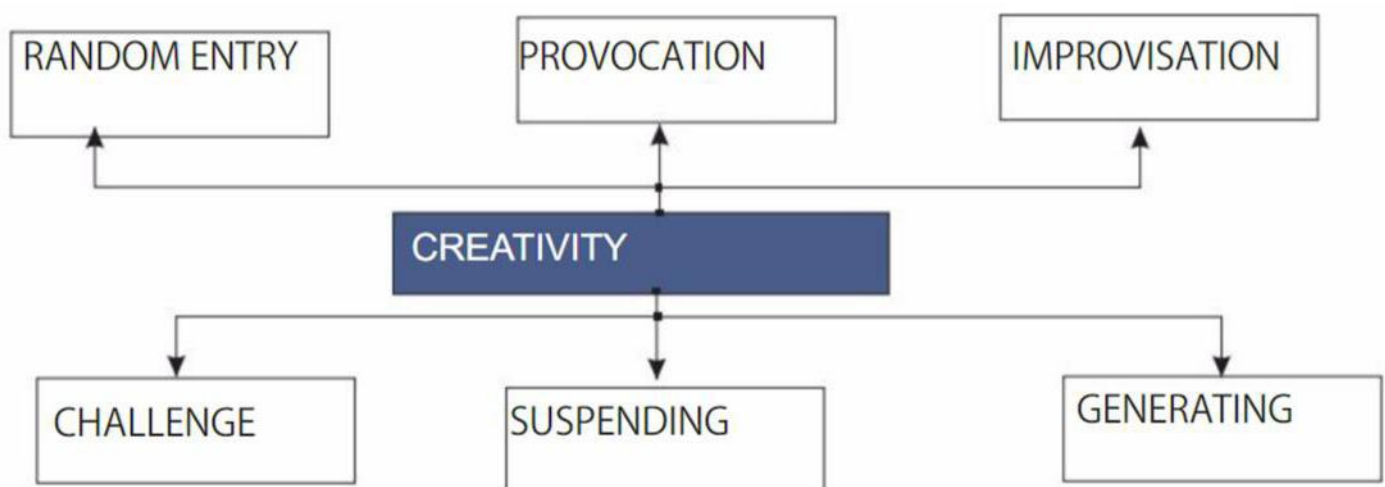 RANDOM ENTRY
PROVOCATION
IMPROVISATION
CREATIVITY
CHALLENGE
SUSPENDING
GENERATING